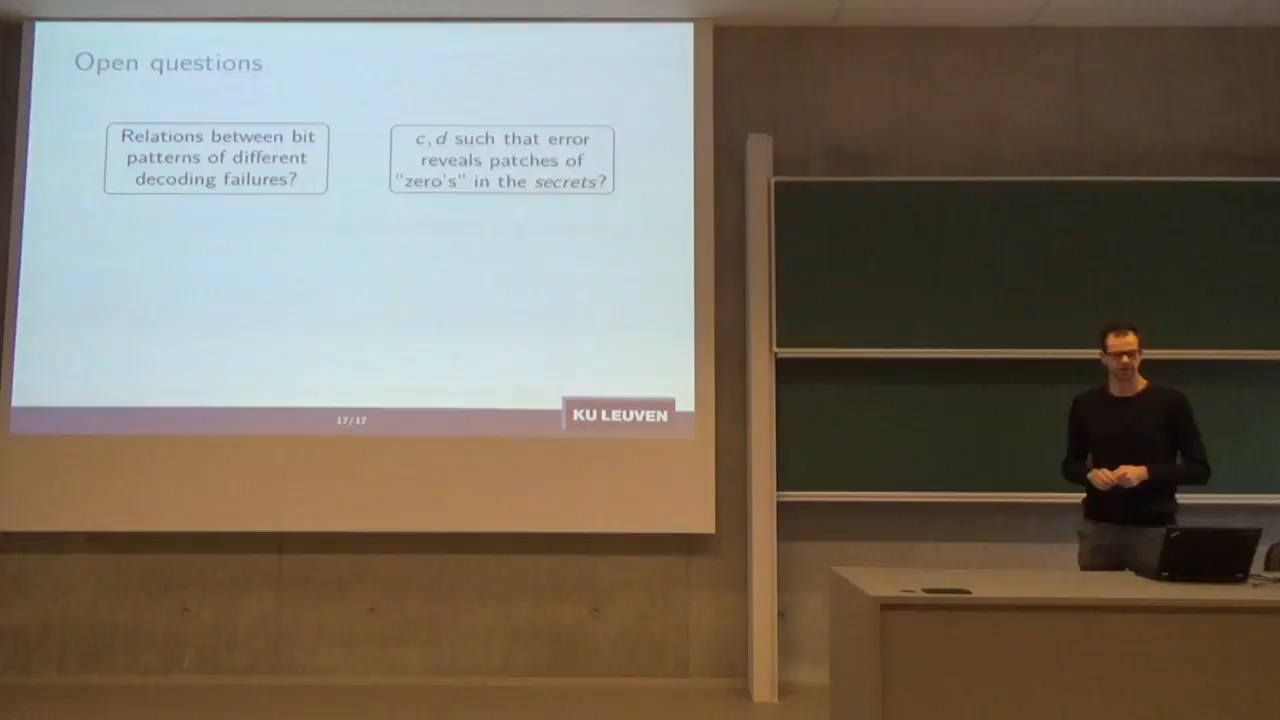 Open questions
Relations between bit
patterns of different
decoding failures?
c, d such that error
reveals patches of
"zero's" in the secrets?
17/17
KU LEUVEN